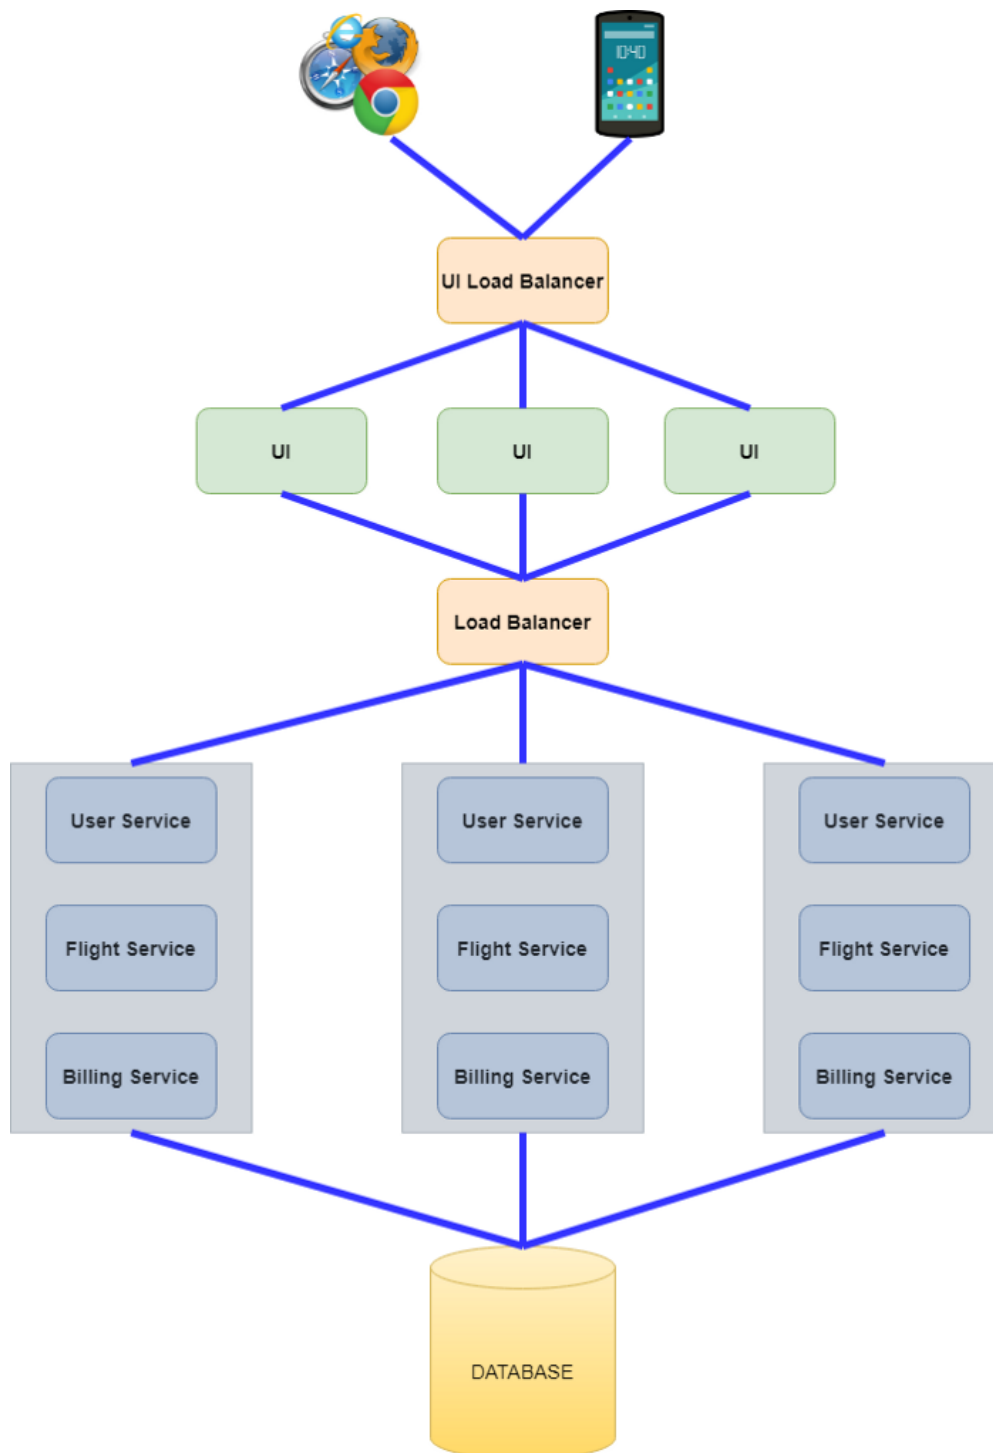 10:40
UI Load Balancer
UI
UI
UI
Load Balancer
User Service
User Service
User Service
Flight Service
Flight Service
Flight Service
Billing Service
Billing Service
Billing Service
DATABASE